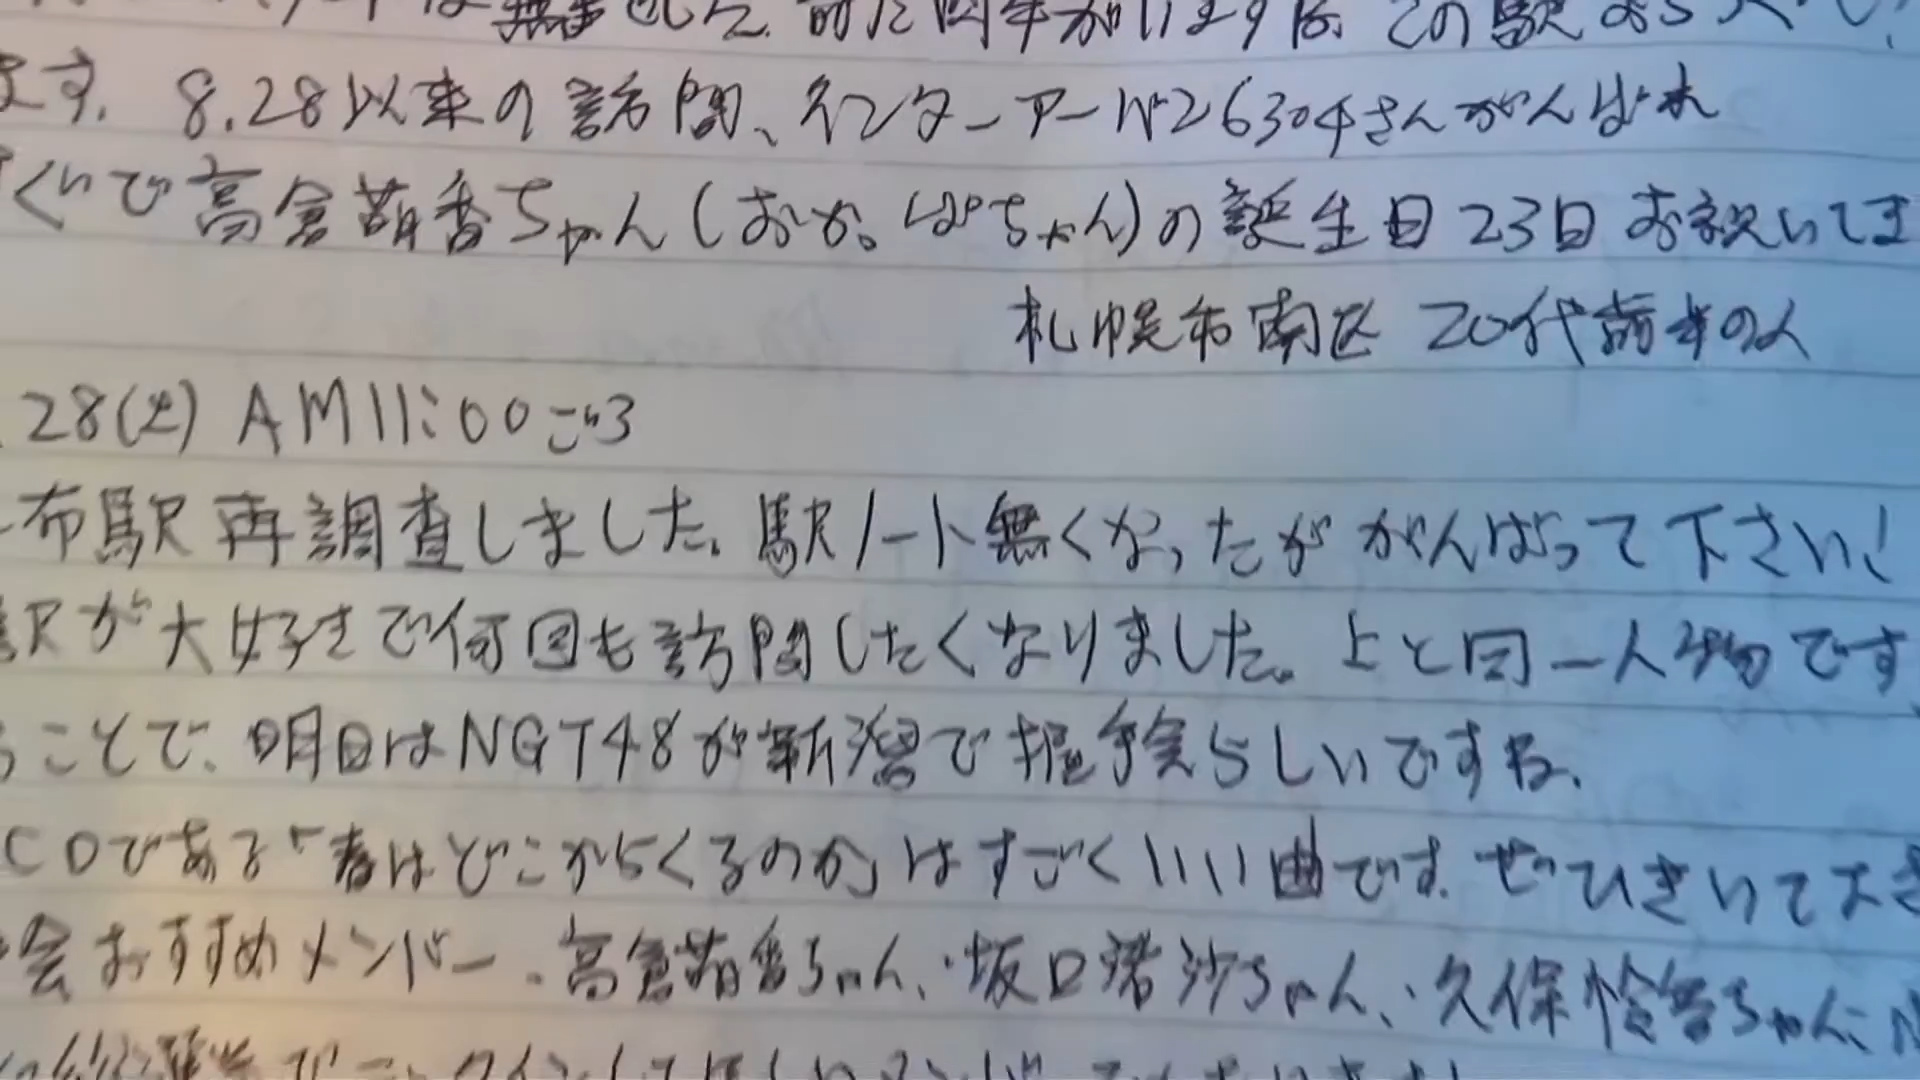 無事
ます. 8.28以来の訪問、インターアーバン26304さんがんばれ
ぐいで高倉萌香ちゃん(おかっぱちゃん)の誕生日23日お祝いしてま
札幌市南区 20代前半の人
28(土) AM11:00ごろ
布駅再調査しました。駅ノート無くなったががんばって下さい!
駅が大好きで何回も訪問したくなりました。上と同一人物です
ことで、明日はNGT48が新潟で握手会らしいですね.
CDである「春はどこからくるのか」はすごくいい曲です. ぜひきいて下さ
会おすすめメンバー・高倉萌香ちゃん、・坂口渚沙ちゃん、・久保怜音ちゃん、